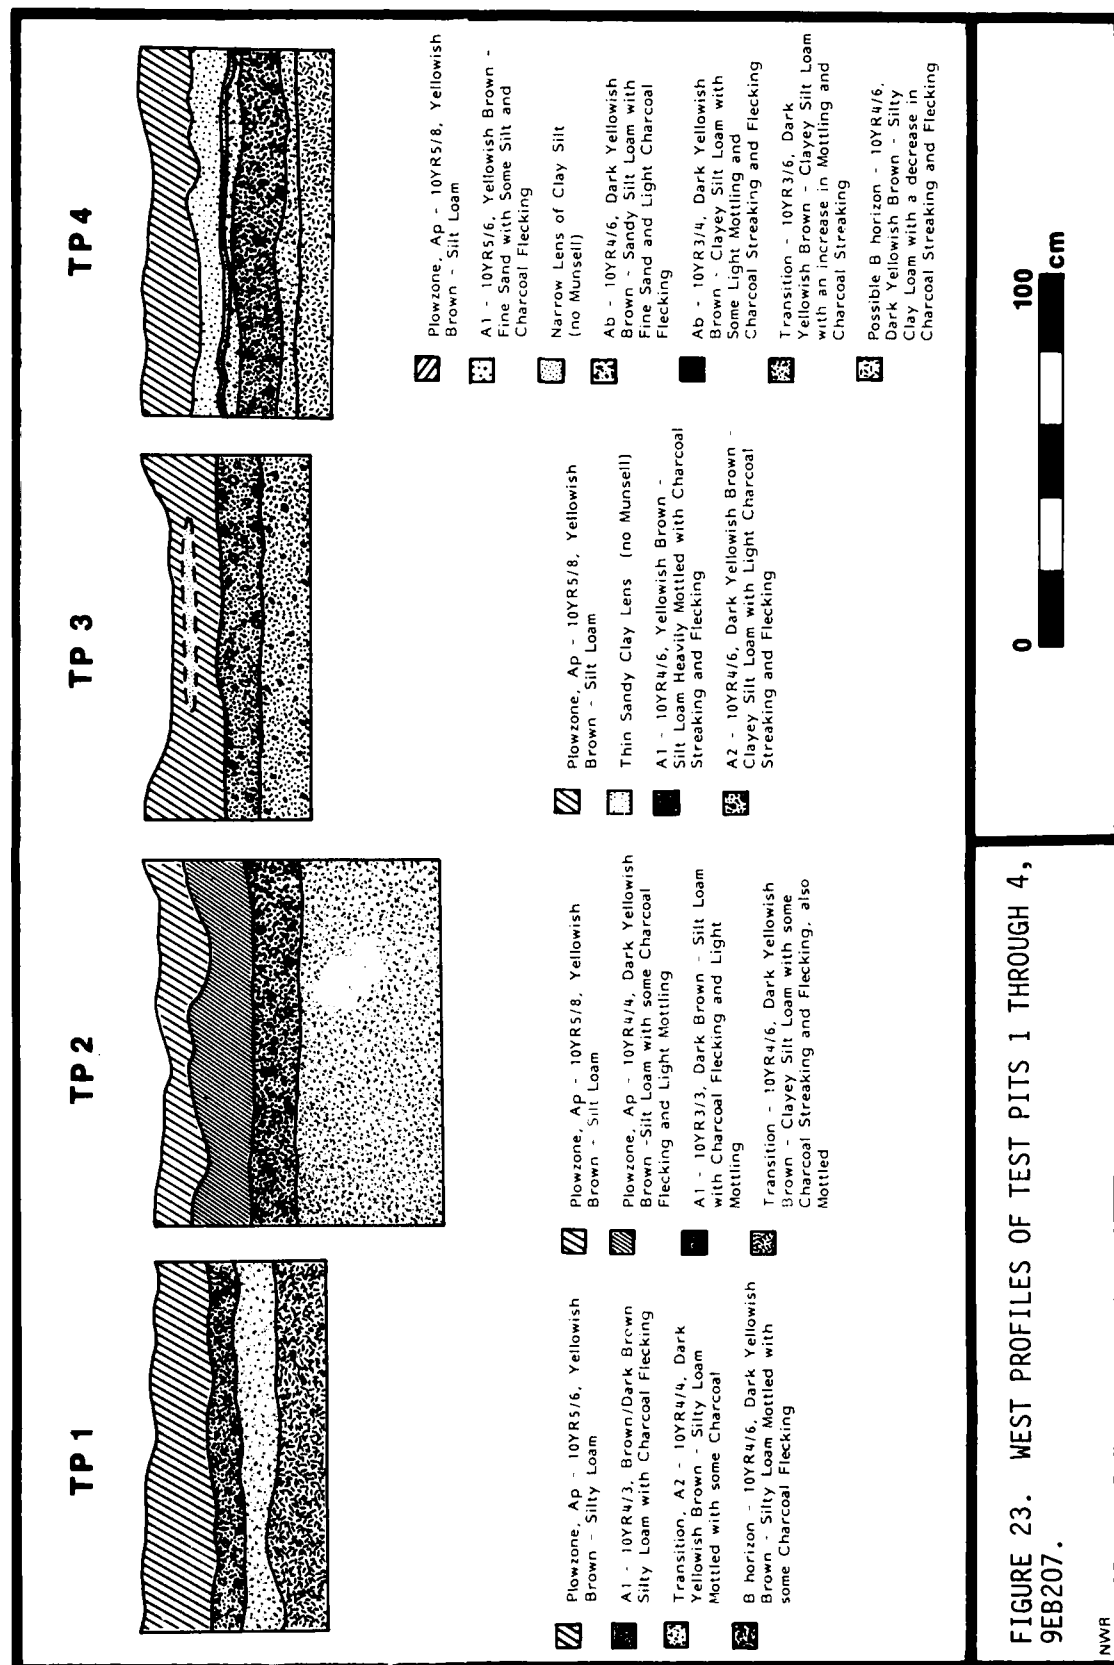 TP 1
TP 2
TP 3
TP 4
Plowzone, Ap - 10YR5/6, Yellowish
Brown - Silty Loam
A1 - 10YR4/3, Brown/Dark Brown
Silty Loam with Charcoal Flecking
Transition, A2 - 10YR4/4, Dark
Yellowish Brown - Silty Loam
Mottled with some Charcoal
B horizon - 10YR4/6, Dark Yellowish
Brown - Silty Loam Mottled with
some Charcoal Flecking
Plowzone, Ap - 10YR5/8, Yellowish
Brown - Silt Loam
Plowzone, Ap - 10YR4/4, Dark Yellowish
Brown -Silt Loam with some Charcoal
Flecking and Light Mottling
A1 - 10YR3/3, Dark Brown - Silt Loam
with Charcoal Flecking and Light
Mottling
Transition - 10YR4/6, Dark Yellowish
Brown - Clayey Silt Loam with some
Charcoal Streaking and Flecking, also
Mottled
Plowzone, Ap - 10YR5/8, Yellowish
Brown - Silt Loam
Thin Sandy Clay Lens (no Munsell)
A1 - 10YR4/6, Yellowish Brown -
Silt Loam Heavily Mottled with Charcoal
Streaking and Flecking
A2 - 10YR4/6, Dark Yellowish Brown -
Clayey Silt Loam with Light Charcoal
Streaking and Flecking
Plowzone, Ap - 10YR5/8, Yellowish
Brown - Silt Loam
A1 - 10YR5/6, Yellowish Brown -
Fine Sand with Some Silt and
Charcoal Flecking
Narrow Lens of Clay Silt
(no Munsell)
Ab - 10YR4/6, Dark Yellowish
Brown - Sandy Silt Loam with
Fine Sand and Light Charcoal
Flecking
Ab - 10YR3/4, Dark Yellowish
Brown - Clayey Silt Loam with
Some Light Mottling and
Charcoal Streaking and Flecking
Transition - 10YR3/6, Dark
Yellowish Brown - Clayey Silt Loam
with an increase in Mottling and
Charcoal Streaking
Possible B horizon - 10YR4/6,
Dark Yellowish Brown - Silty
Clay Loam with a decrease in
Charcoal Streaking and Flecking
FIGURE 23. WEST PROFILES OF TEST PITS 1 THROUGH 4,
9EB207.
0 100
cm
NWR